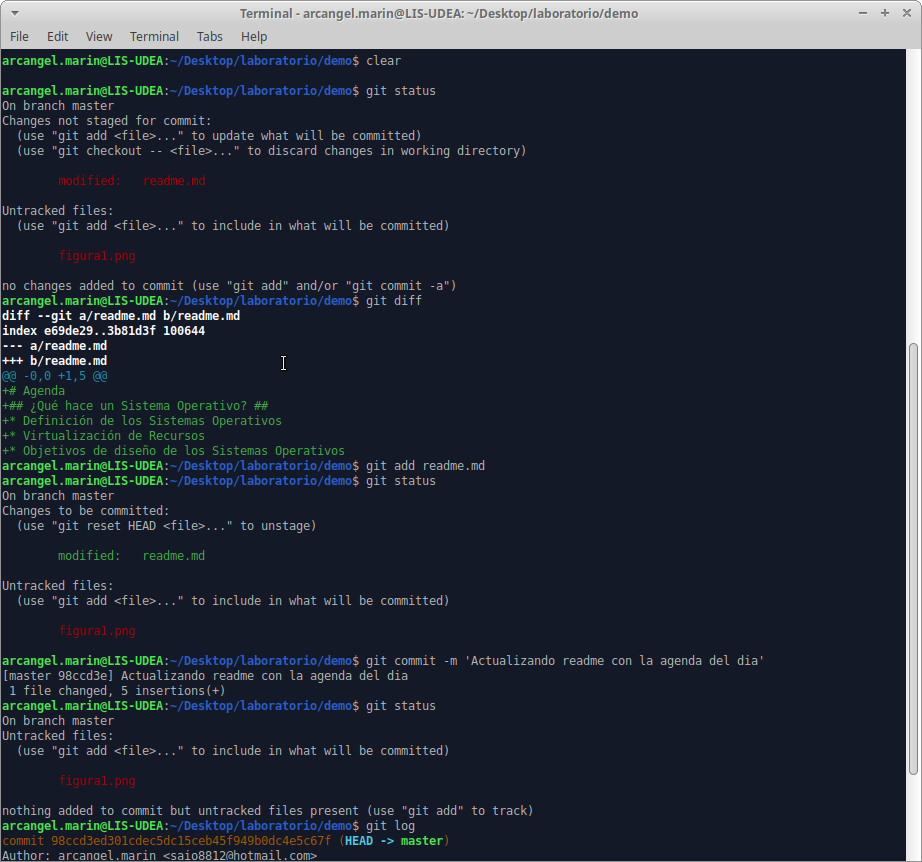 Terminal - arcangel.marin@LIS-UDEA: ~/Desktop/laboratorio/demo
File Edit View Terminal Tabs Help
arcangel.marin@LIS-UDEA:~/Desktop/laboratorio/demo$ clear
arcangel.marin@LIS-UDEA:~/Desktop/laboratorio/demo$ git status
On branch master
Changes not staged for commit:
  (use "git add <file>..." to update what will be committed)
  (use "git checkout -- <file>..." to discard changes in working directory)
        modified:   readme.md
Untracked files:
  (use "git add <file>..." to include in what will be committed)
        figura1.png
no changes added to commit (use "git add" and/or "git commit -a")
arcangel.marin@LIS-UDEA:~/Desktop/laboratorio/demo$ git diff
diff --git a/readme.md b/readme.md
index e69de29..3b81d3f 100644
--- a/readme.md
+++ b/readme.md
@@ -0,0 +1,5 @@
+# Agenda
+## ¿Qué hace un Sistema Operativo? ##
+* Definición de los Sistemas Operativos
+* Virtualización de Recursos
+* Objetivos de diseño de los Sistemas Operativos
arcangel.marin@LIS-UDEA:~/Desktop/laboratorio/demo$ git add readme.md
arcangel.marin@LIS-UDEA:~/Desktop/laboratorio/demo$ git status
On branch master
Changes to be committed:
  (use "git reset HEAD <file>..." to unstage)
        modified:   readme.md
Untracked files:
  (use "git add <file>..." to include in what will be committed)
        figura1.png
arcangel.marin@LIS-UDEA:~/Desktop/laboratorio/demo$ git commit -m 'Actualizando readme con la agenda del dia'
[master 98ccd3e] Actualizando readme con la agenda del dia
 1 file changed, 5 insertions(+)
arcangel.marin@LIS-UDEA:~/Desktop/laboratorio/demo$ git status
On branch master
Untracked files:
  (use "git add <file>..." to include in what will be committed)
        figura1.png
nothing added to commit but untracked files present (use "git add" to track)
arcangel.marin@LIS-UDEA:~/Desktop/laboratorio/demo$ git log
commit 98ccd3ed301cdec5dc15ceb45f949b0dc4e5c67f (HEAD -> master)
Author: arcangel.marin <saio8812@hotmail.com>